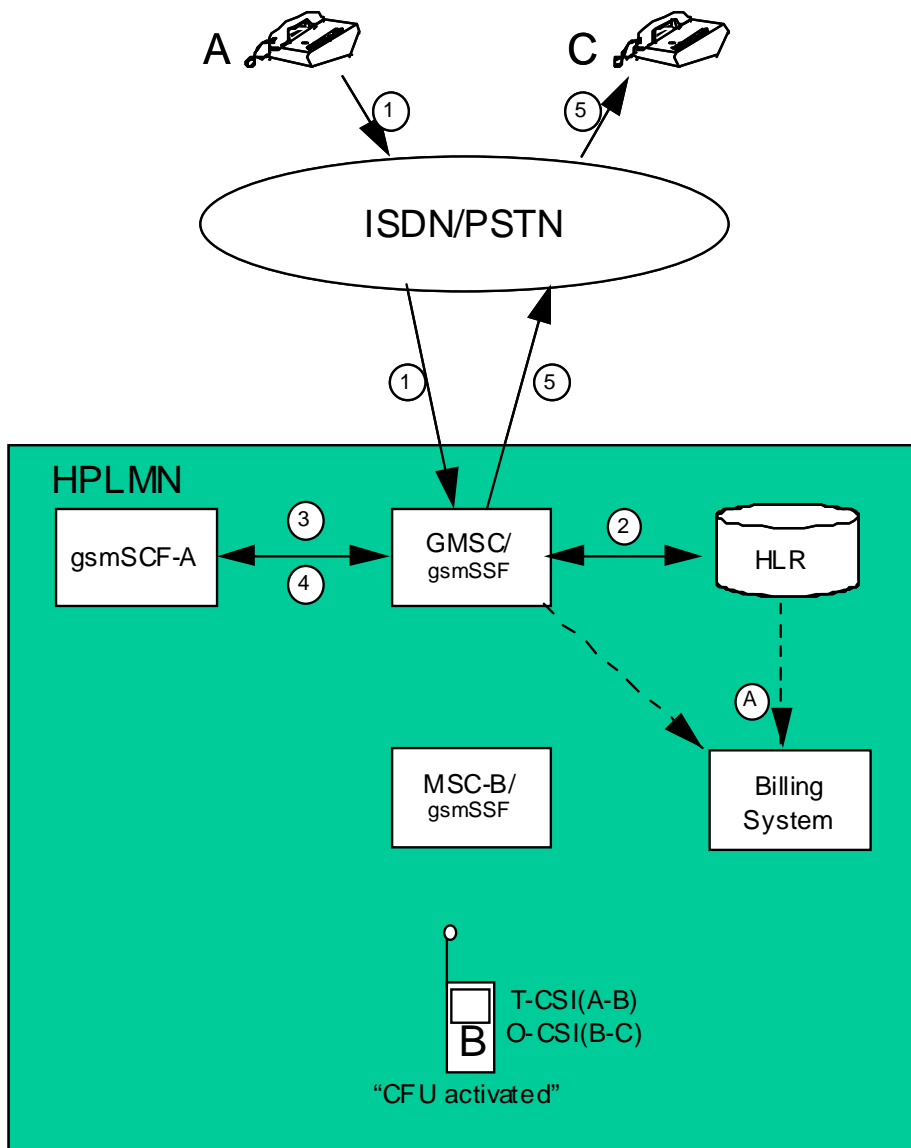 A
C
1
5
ISDN/PSTN
1
5
HPLMN
gsmSCF-A
3
4
GMSC/
gsmSSF
2
HLR
A
MSC-B/
gsmSSF
Billing
System
B
T-CSI(A-B)
O-CSI(B-C)
“CFU activated”